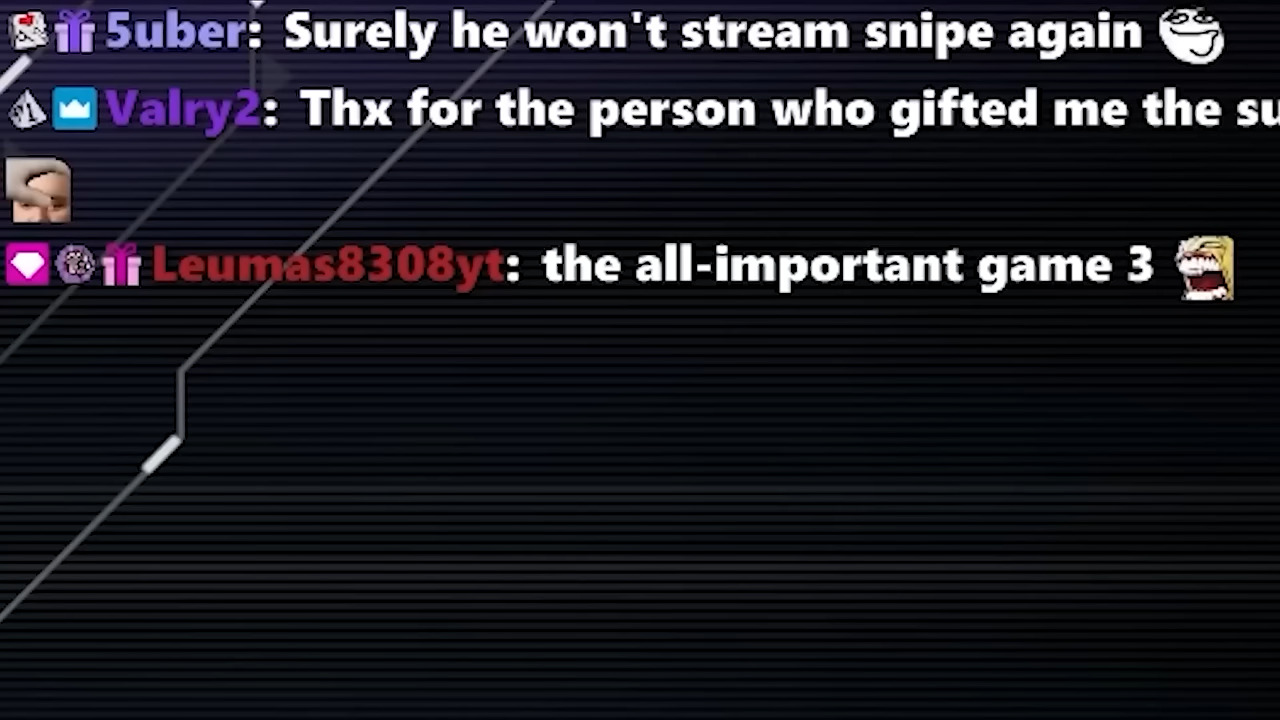 5uber: Surely he won't stream snipe again
Valry2: Thx for the person who gifted me the su
Leumas8308yt: the all-important game 3